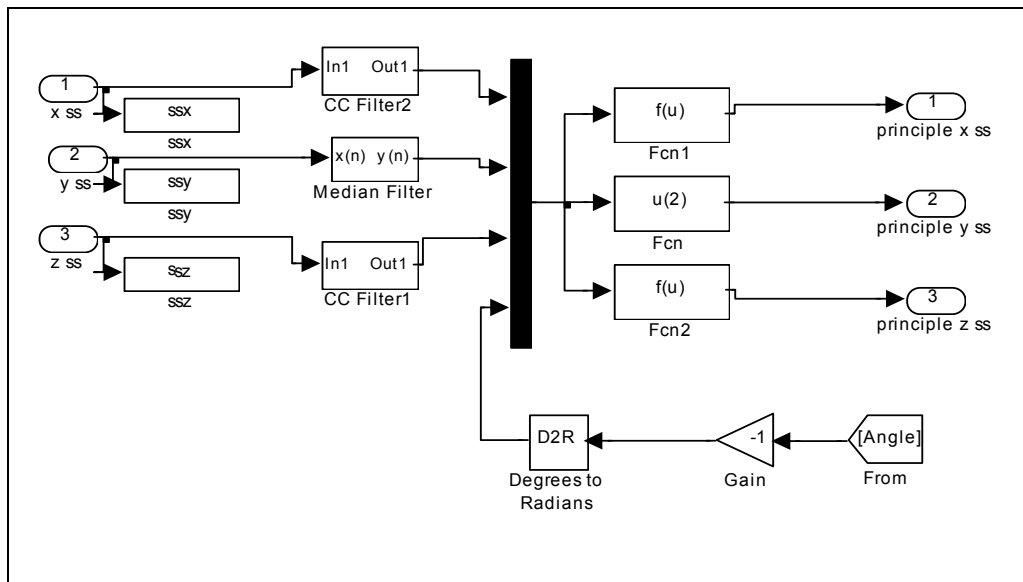 1
x ss
ssx
ssx
In1 Out1
CC Filter2
2
y ss
ssy
ssy
x(n) y(n)
Median Filter
3
z ss
ssz
ssz
In1 Out1
CC Filter1
f(u)
Fcn1
u(2)
Fcn
f(u)
Fcn2
1
principle x ss
2
principle y ss
3
principle z ss
D2R
Degrees to
Radians
-1
Gain
[Angle]
From